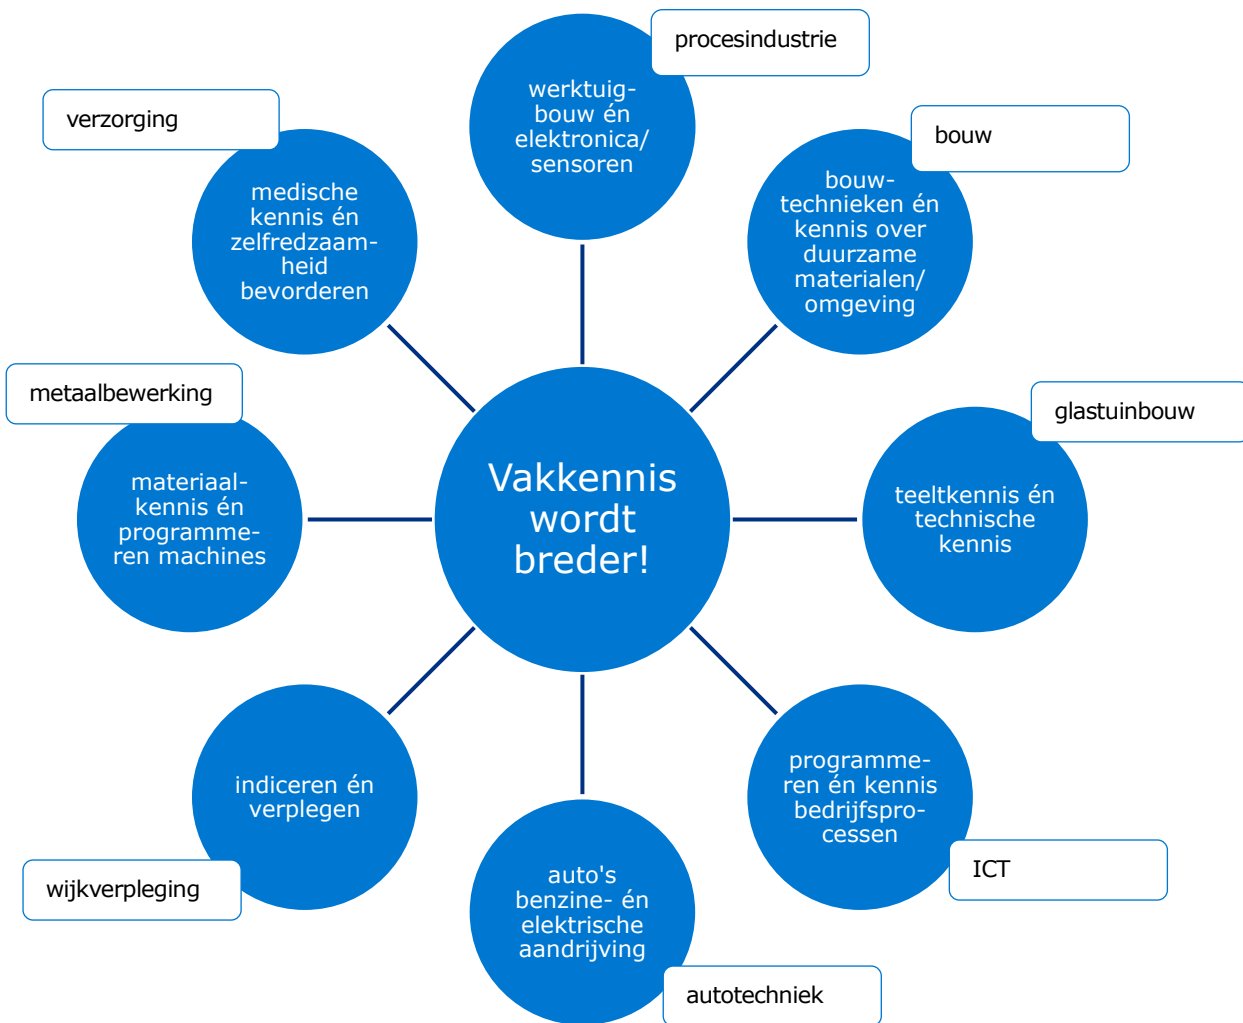 procesindustrie
werktuig-
bouw én
elektronica/
sensoren
verzorging
medische
kennis én
zelfredzaam-
heid
bevorderen
bouw
bouw-
technieken én
kennis over
duurzame
materialen/
omgeving
metaalbewerking
materiaal-
kennis én
programme-
ren machines
Vakkennis
wordt
breder!
glastuinbouw
teeltkennis én
technische
kennis
indiceren én
verplegen
wijkverpleging
auto's
benzine- én
elektrische
aandrijving
autotechniek
programme-
ren én kennis
bedrijfspro-
cessen
ICT